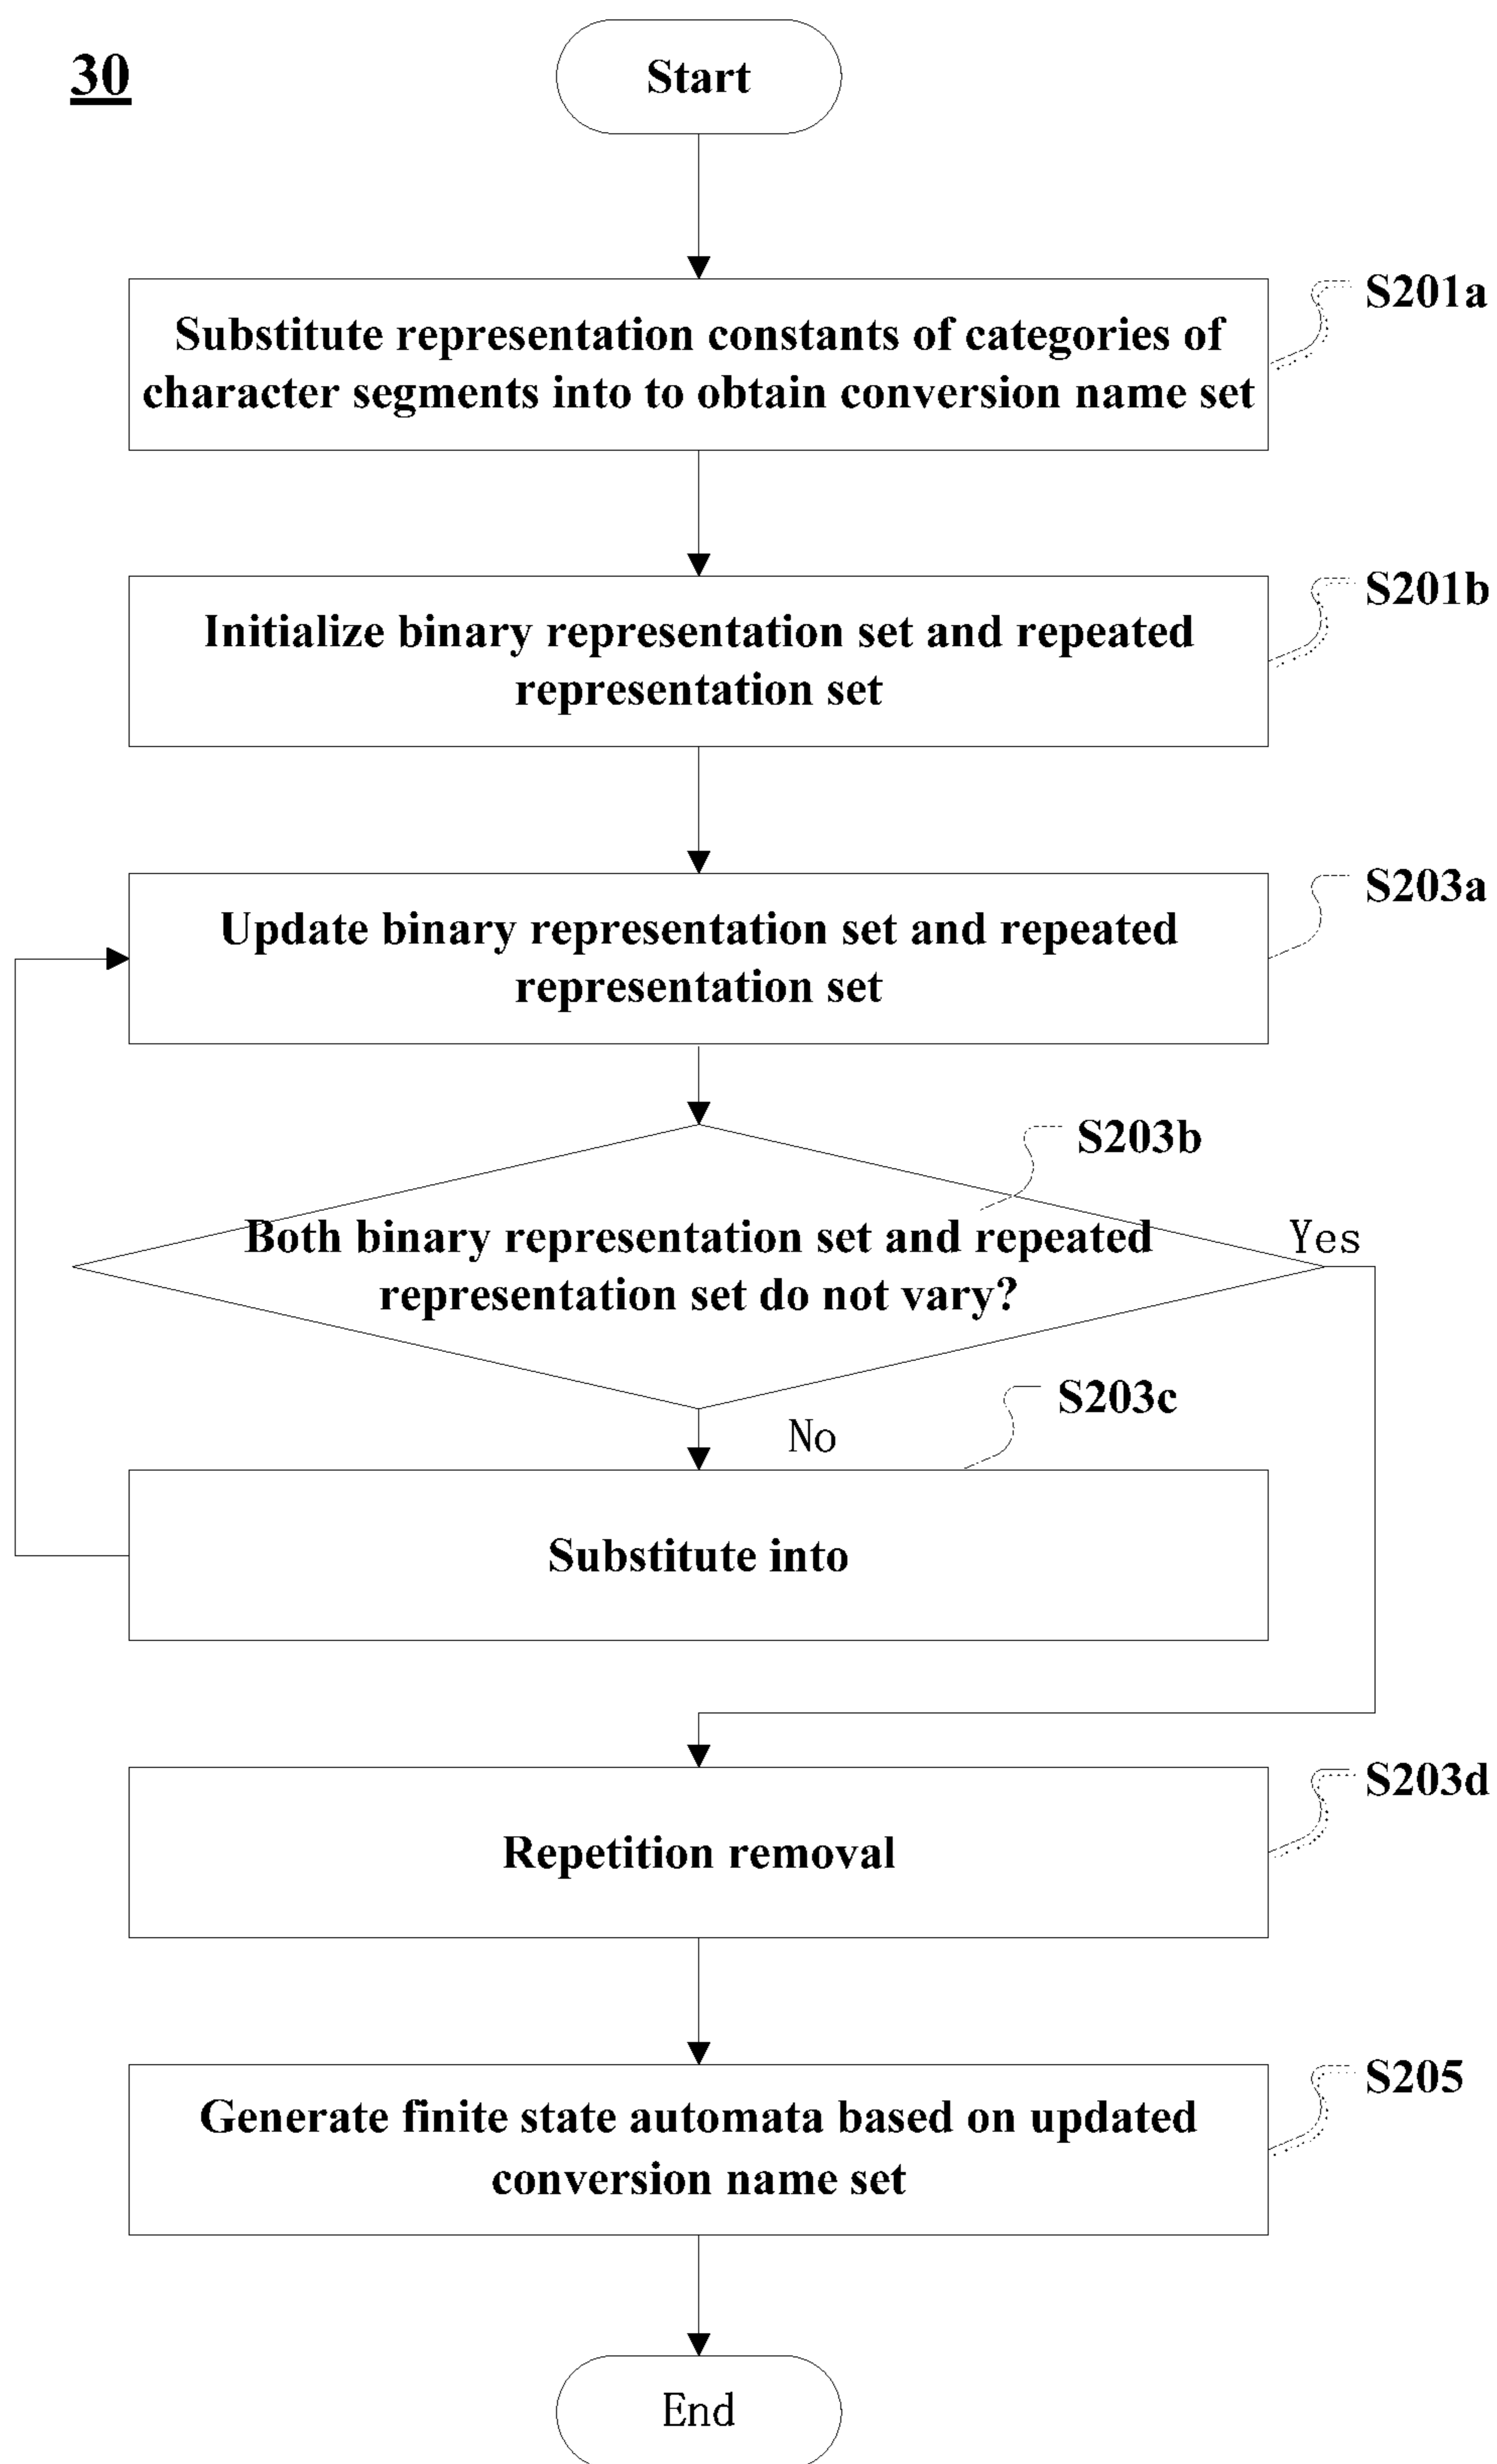 30
Start
S201a
Substitute representation constants of categories of
character segments into to obtain conversion name set
S201b
Initialize binary representation set and repeated
representation set
S203a
Update binary representation set and repeated
representation set
S203b
Both binary representation set and repeated
representation set do not vary?
Yes
S203c
No
Substitute into
S203d
Repetition removal
S205
Generate finite state automata based on updated
conversion name set
End